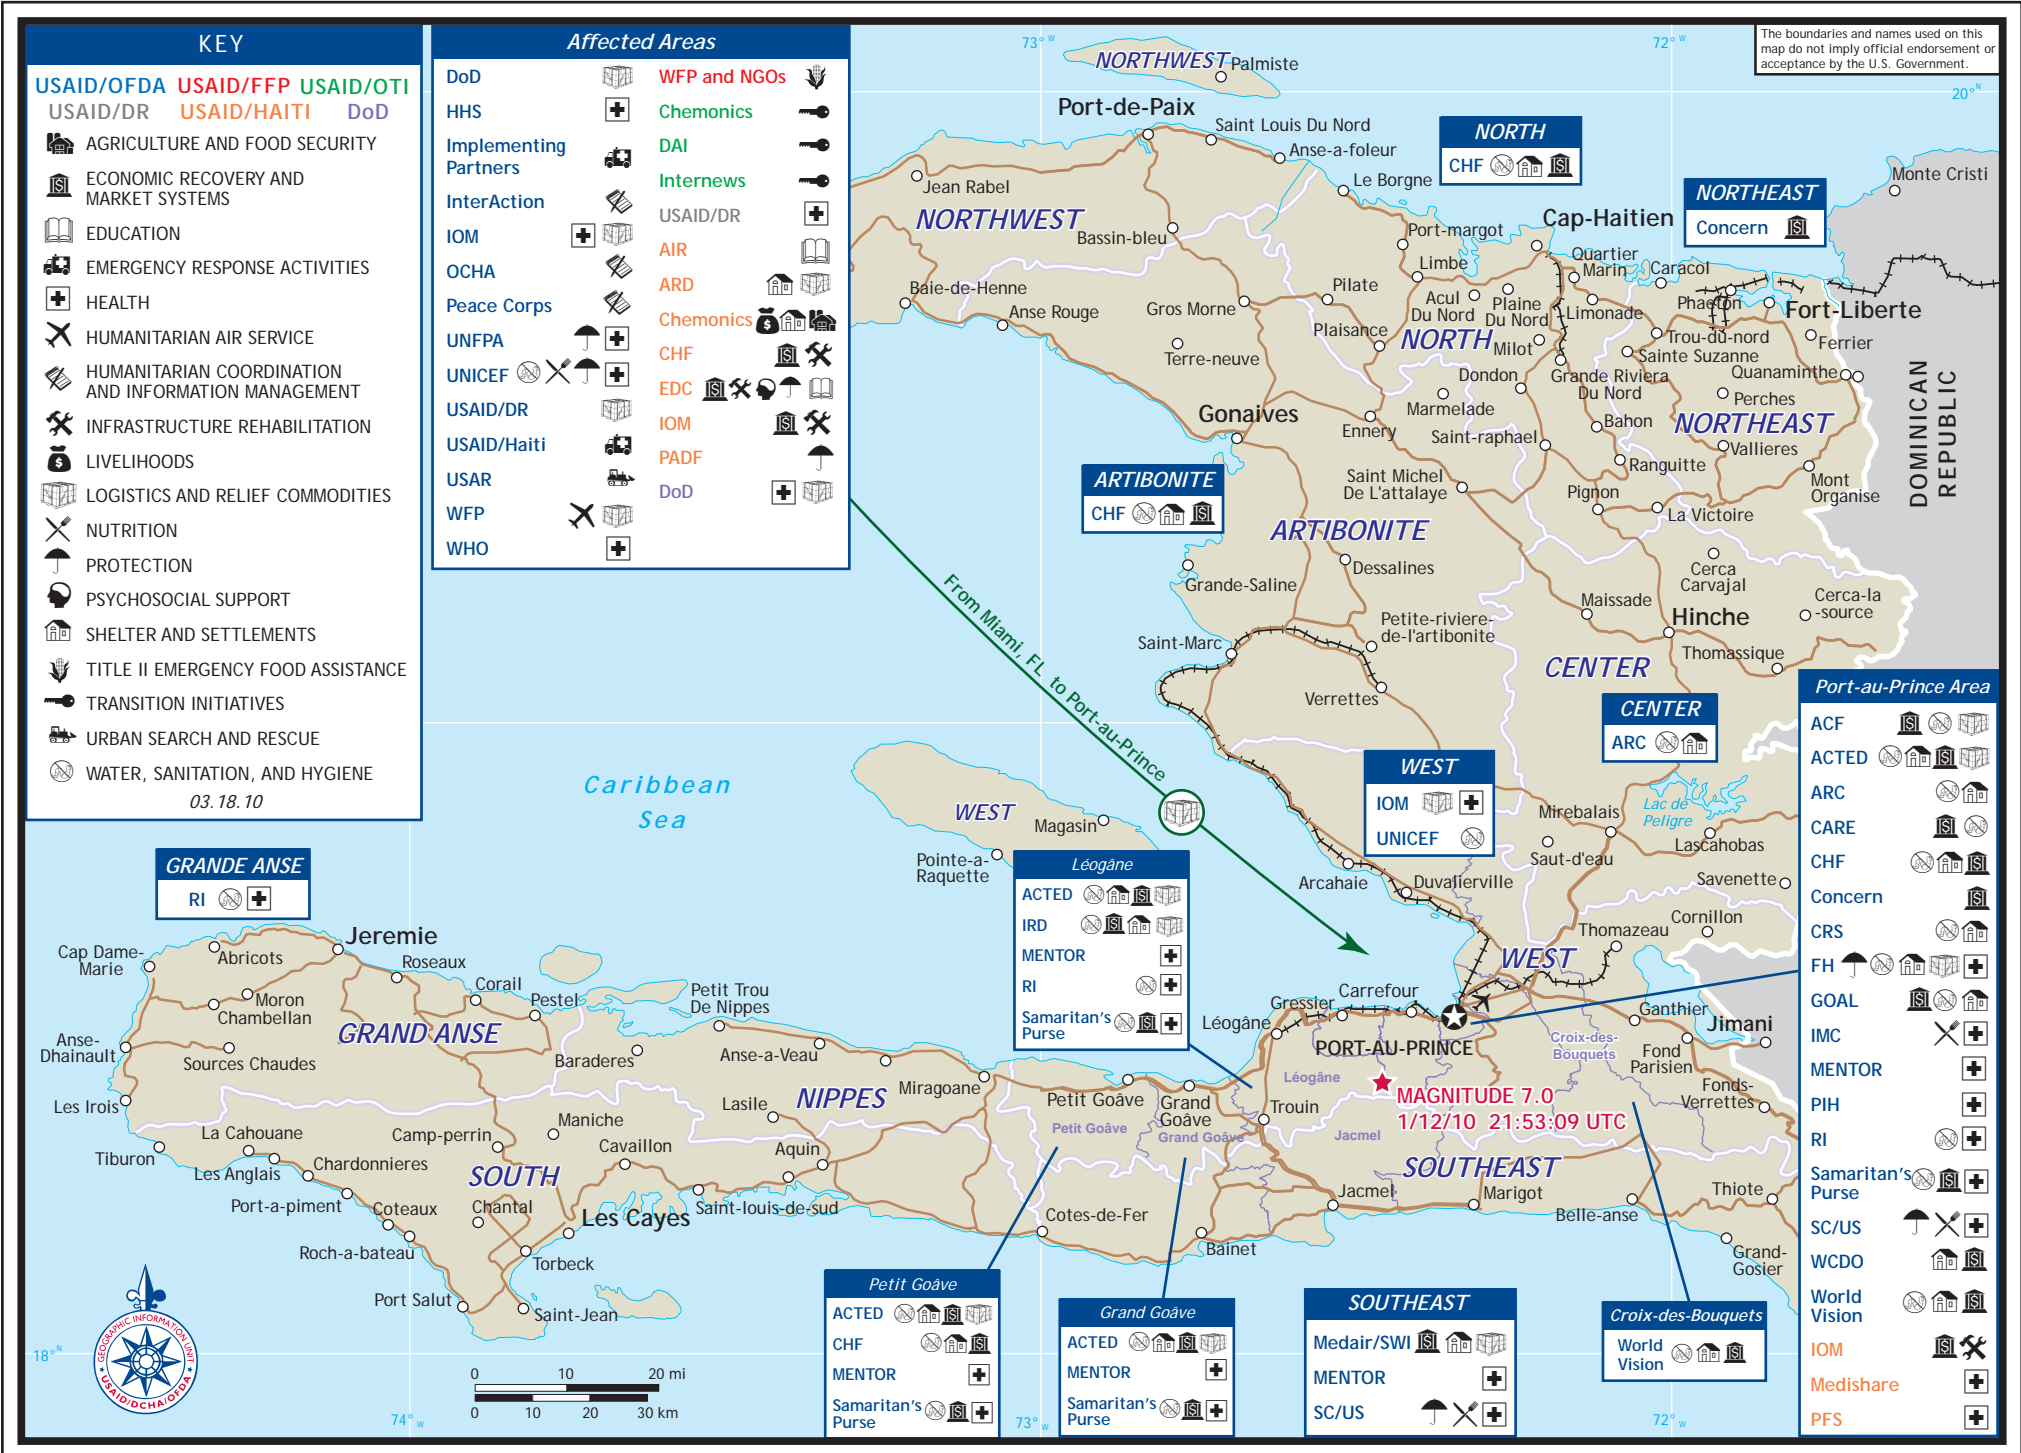 KEY
USAID/OFDA USAID/FFP USAID/OTI
USAID/DR USAID/HAITI DoD
AGRICULTURE AND FOOD SECURITY
ECONOMIC RECOVERY AND
MARKET SYSTEMS
EDUCATION
EMERGENCY RESPONSE ACTIVITIES
HEALTH
HUMANITARIAN AIR SERVICE
HUMANITARIAN COORDINATION
AND INFORMATION MANAGEMENT
INFRASTRUCTURE REHABILITATION
LIVELIHOODS
LOGISTICS AND RELIEF COMMODITIES
NUTRITION
PROTECTION
PSYCHOSOCIAL SUPPORT
SHELTER AND SETTLEMENTS
TITLE II EMERGENCY FOOD ASSISTANCE
TRANSITION INITIATIVES
URBAN SEARCH AND RESCUE
WATER, SANITATION, AND HYGIENE
03.18.10
Affected Areas
DoD
HHS
Implementing
Partners
InterAction
IOM
OCHA
Peace Corps
UNFPA
UNICEF
USAID/DR
USAID/Haiti
USAR
WFP
WHO
WFP and NGOs
Chemonics
DAI
Internews
USAID/DR
AIR
ARD
Chemonics
CHF
EDC
IOM
PADF
DoD
The boundaries and names used on this
map do not imply official endorsement or
acceptance by the U.S. Government.
73° W
72° W
20° N
NORTHWEST
Palmiste
Port-de-Paix
Saint Louis Du Nord
Anse-a-foleur
Jean Rabel
Le Borgne
NORTHWEST
Bassin-bleu
NORTH
CHF
NORTHEAST
Concern
Monte Cristi
Cap-Haitien
Port-margot
Quartier
Marin
Limbe
Caracol
Baie-de-Henne
Anse Rouge
Gros Morne
Pilate
Acul
Du Nord
Plaine
Du Nord
Limonade
Phaeton
Fort-Liberte
Plaisance
NORTH
Milot
Trou-du-nord
Ferrier
Terre-neuve
Sainte Suzanne
Quanaminthe
Dondon
Grande Riviera
Du Nord
Perches
Marmelade
Gonaives
Ennery
Saint-raphael
Bahon
NORTHEAST
Vallieres
Ranguitte
Mont
Organise
DOMINICAN
REPUBLIC
ARTIBONITE
CHF
Saint Michel
De L'attalaye
Pignon
La Victoire
ARTIBONITE
Dessalines
Cerca
Carvajal
Grande-Saline
Maissade
Cerca-la
-source
Petite-riviere-
de-l'artibonite
Hinche
Saint-Marc
Thomassique
CENTER
Verrettes
From Miami, FL to Port-au-Prince
CENTER
ARC
WEST
IOM
UNICEF
Caribbean
Sea
WEST
Magasin
Pointe-a-
Raquette
Mirebalais
Lac de
Peligre
Saut-d'eau
Lascahobas
Arcahaie
Duvalierville
Savenette
Cornillon
Thomazeau
WEST
Port-au-Prince Area
ACF
ACTED
ARC
CARE
CHF
Concern
CRS
FH
GOAL
IMC
MENTOR
PIH
RI
Samaritan's
Purse
SC/US
WCDO
World
Vision
IOM
Medishare
PFS
Léogâne
ACTED
IRD
MENTOR
RI
Samaritan's
Purse
GRANDE ANSE
RI
Cap Dame-
Marie
Abricots
Jeremie
Roseaux
Corail
Pestel
Moron
Chambellan
Petit Trou
De Nippes
GRAND ANSE
Anse-
Dhainault
Sources Chaudes
Baraderes
Anse-a-Veau
Miragoane
Les Irois
Lasile
NIPPES
Gressier
Carrefour
Léogâne
PORT-AU-PRINCE
Ganthier
Jimani
Croix-des-
Bouquets
Fond
Parisien
Léogâne
Fonds-
Verrettes
MAGNITUDE 7.0
1/12/10 21:53:09 UTC
Petit Goâve
Grand
Goâve
Trouin
Petit Goâve
Grand Goâve
Jacmel
La Cahouane
Camp-perrin
Maniche
Cavaillon
Tiburon
Les Anglais
Chardonnieres
SOUTH
Aquin
Port-a-piment
Coteaux
Chantal
Les Cayes
Saint-louis-de-sud
Roch-a-bateau
Torbeck
Port Salut
Saint-Jean
SOUTHEAST
Jacmel
Marigot
Belle-anse
Thiote
Cotes-de-Fer
Bainet
Grand-
Gosier
Petit Goâve
ACTED
CHF
MENTOR
Samaritan's
Purse
Grand Goâve
ACTED
MENTOR
Samaritan's
Purse
SOUTHEAST
Medair/SWI
MENTOR
SC/US
Croix-des-Bouquets
World
Vision
GEOGRAPHIC INFORMATION UNIT
USAID/DCHA/OFDA
18° N
0 10 20 mi
0 10 20 30 km
74° W
73° W
72° W